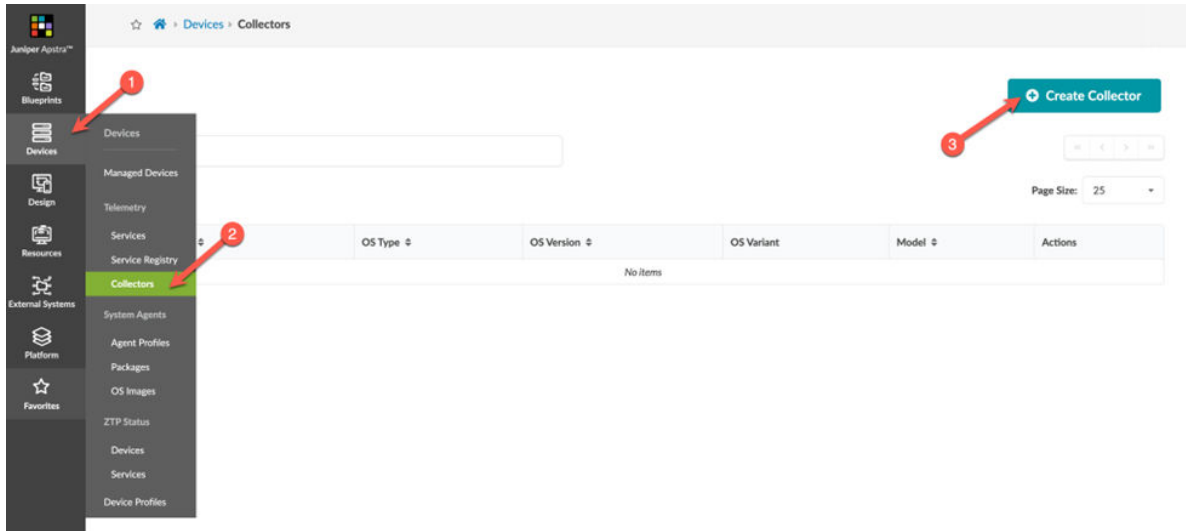 Juniper Apstra™
Devices › Collectors
Blueprints
1
Create Collector
Devices
Devices
3
Managed Devices
Design
Page Size: 25
Telemetry
Services
2
OS Type
OS Version
OS Variant
Model
Actions
Resources
Service Registry
No items
Collectors
External Systems
System Agents
Agent Profiles
Platform
Packages
OS Images
Favorites
ZTP Status
Devices
Services
Device Profiles